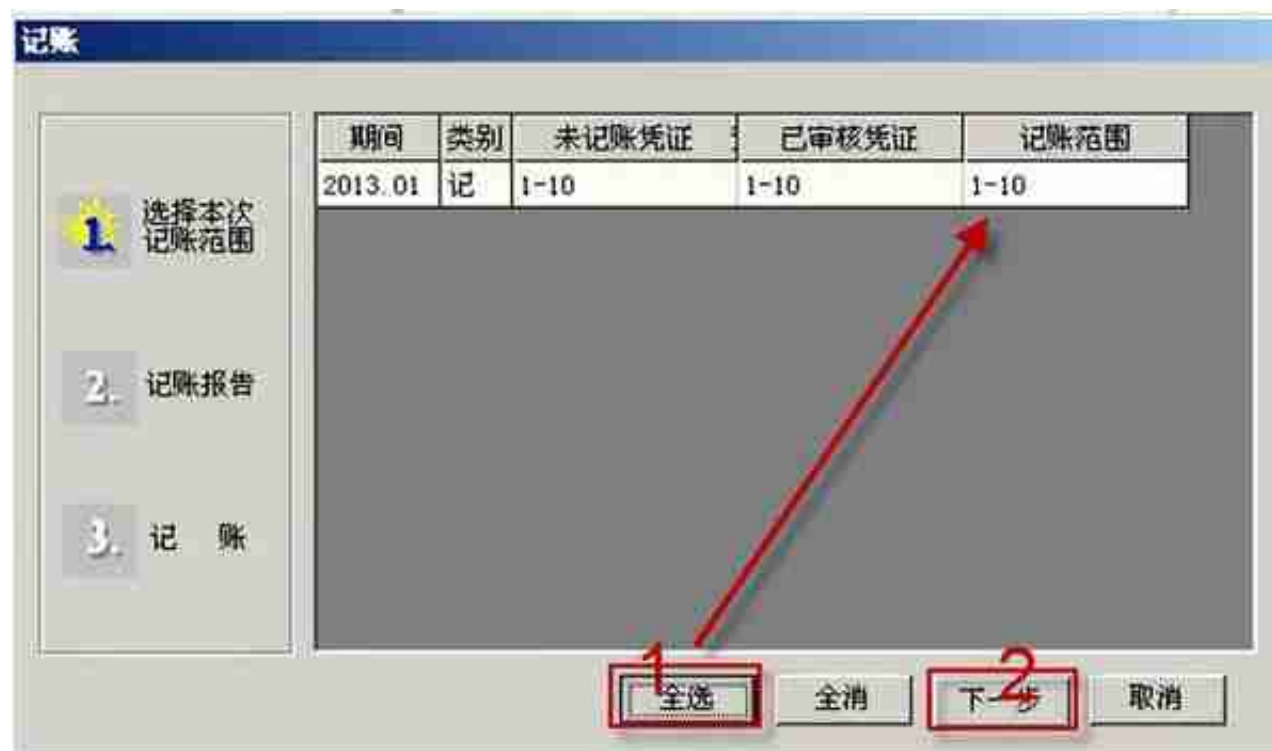 记账
期间 类别 未记账凭证 已审核凭证 记账范围
2013.01 记 1-10 1-10 1-10
1. 选择本次
记账范围
2. 记账报告
3. 记 账
1 2
全选 全消 下一步 取消